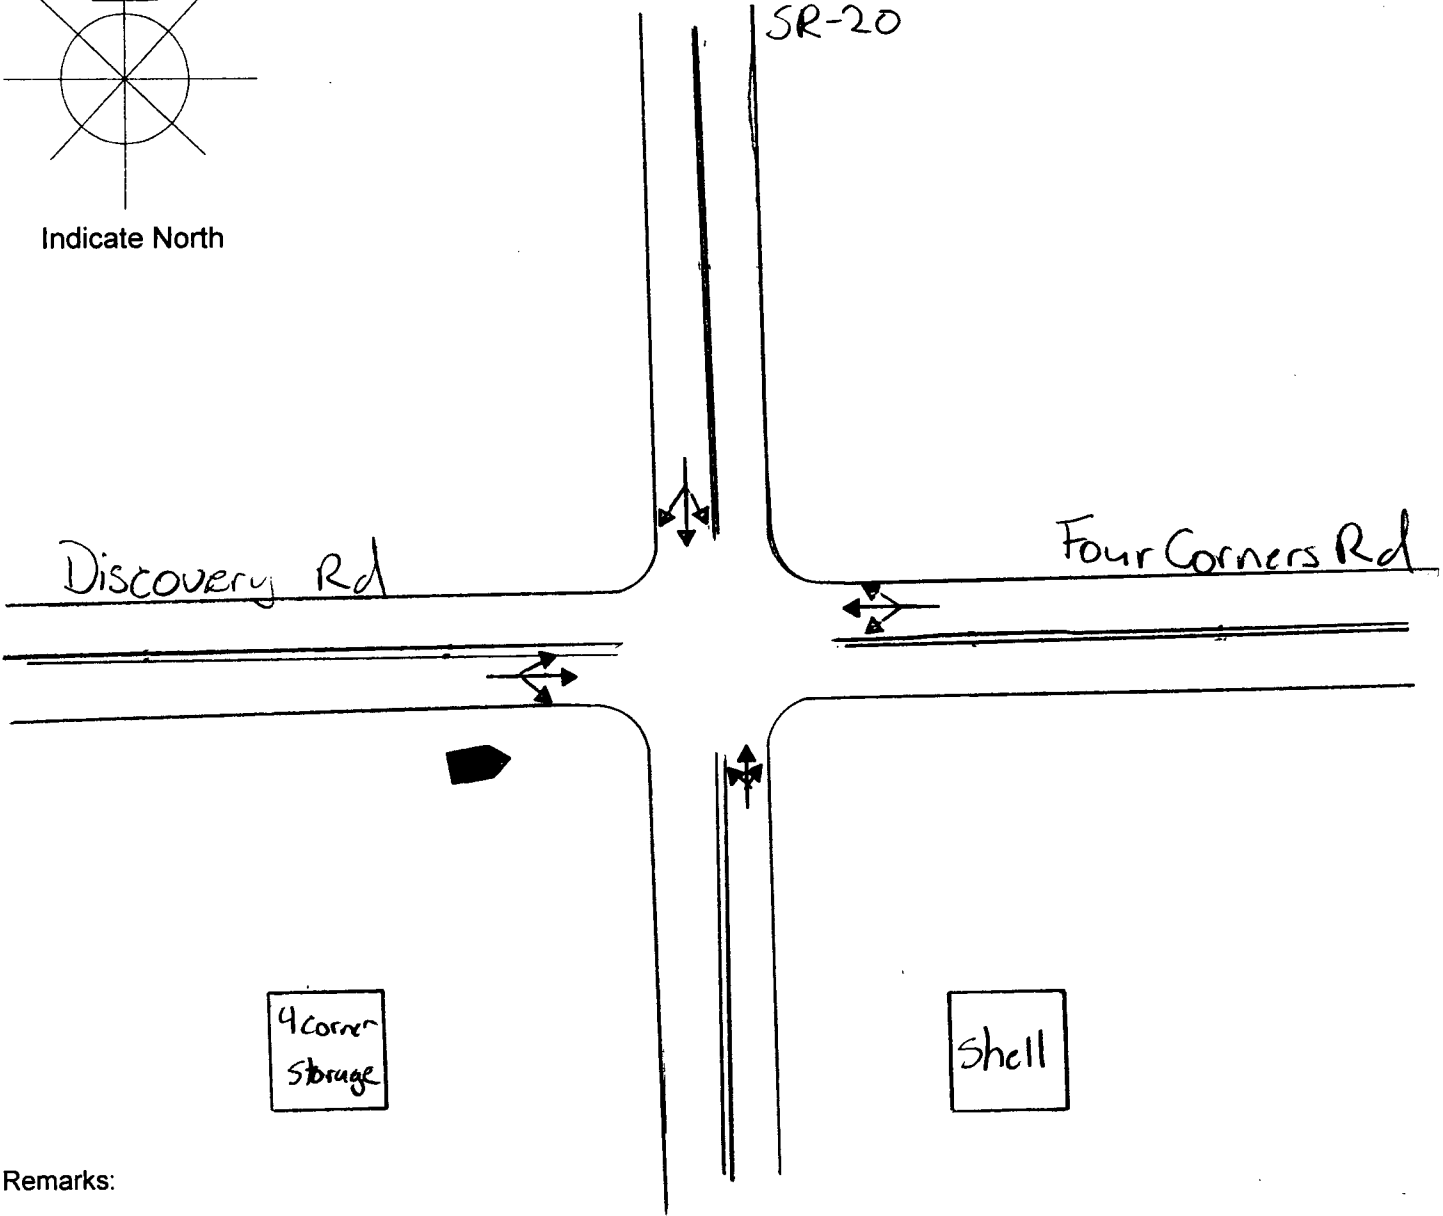 SR-20
Indicate North
Discovery Rd
Four Corners Rd
4 Corner
Storage
Shell
Remarks: